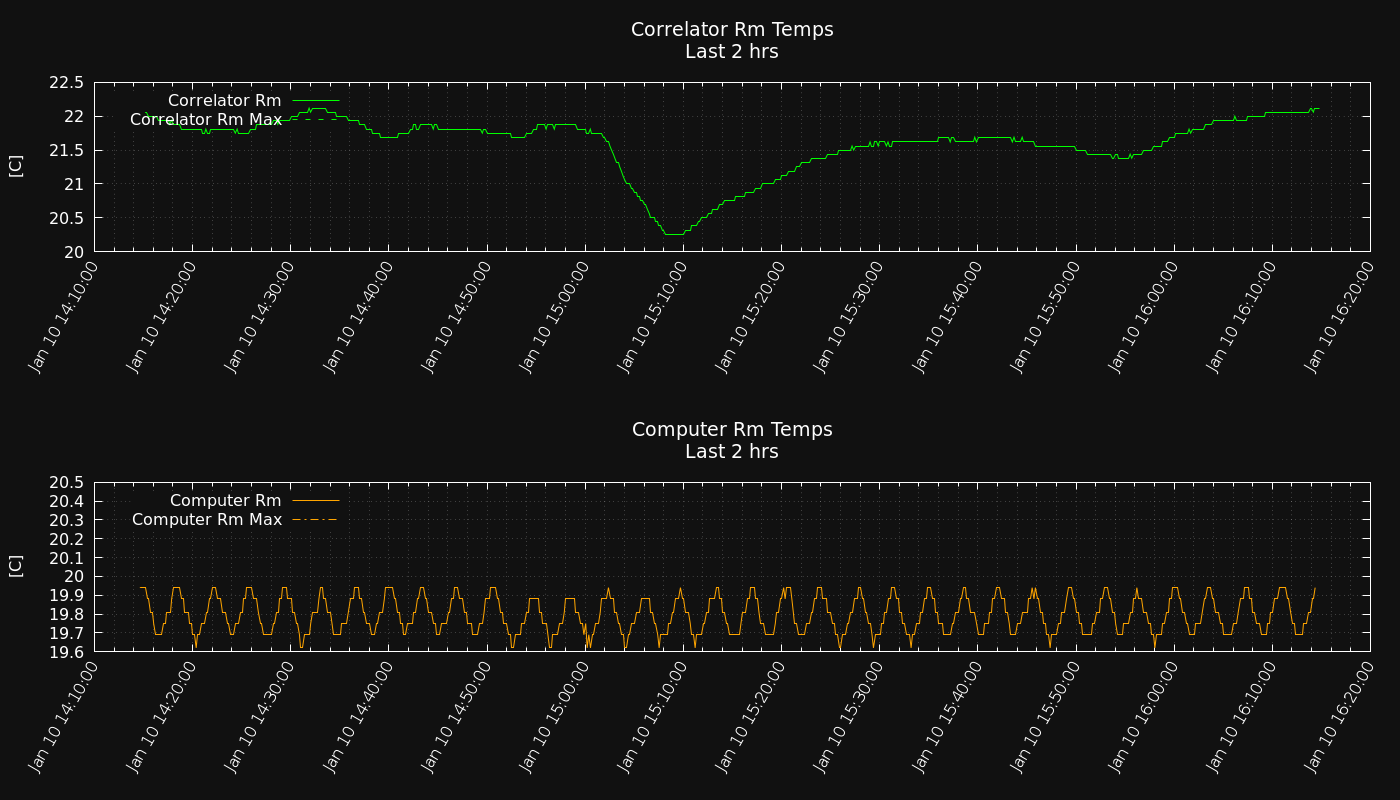 Correlator Rm Temps
Last 2 hrs
22.5
22
21.5
21
20.5
20
[C]
Correlator Rm
Correlator Rm Max
Jan 10 14:10:00
Jan 10 14:20:00
Jan 10 14:30:00
Jan 10 14:40:00
Jan 10 14:50:00
Jan 10 15:00:00
Jan 10 15:10:00
Jan 10 15:20:00
Jan 10 15:30:00
Jan 10 15:40:00
Jan 10 15:50:00
Jan 10 16:00:00
Jan 10 16:10:00
Jan 10 16:20:00
Computer Rm Temps
Last 2 hrs
20.5
20.4
20.3
20.2
20.1
20
19.9
19.8
19.7
19.6
[C]
Computer Rm
Computer Rm Max
Jan 10 14:10:00
Jan 10 14:20:00
Jan 10 14:30:00
Jan 10 14:40:00
Jan 10 14:50:00
Jan 10 15:00:00
Jan 10 15:10:00
Jan 10 15:20:00
Jan 10 15:30:00
Jan 10 15:40:00
Jan 10 15:50:00
Jan 10 16:00:00
Jan 10 16:10:00
Jan 10 16:20:00